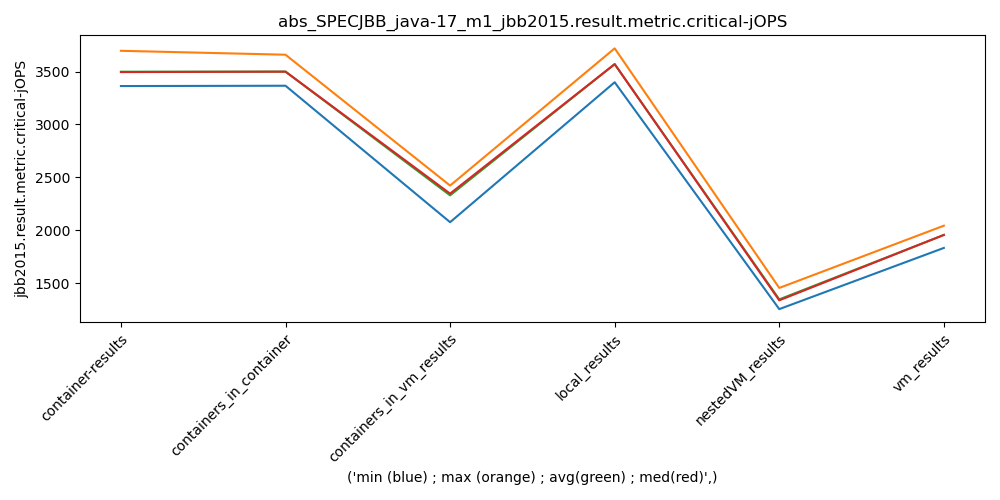 abs_SPECJBB_java-17_m1_jbb2015.result.metric.critical-jOPS
jbb2015.result.metric.critical-jOPS
3500
3000
2500
2000
1500
container-results
containers_in_container
containers_in_vm_results
local_results
nestedVM_results
vm_results
('min (blue) ; max (orange) ; avg(green) ; med(red)',)